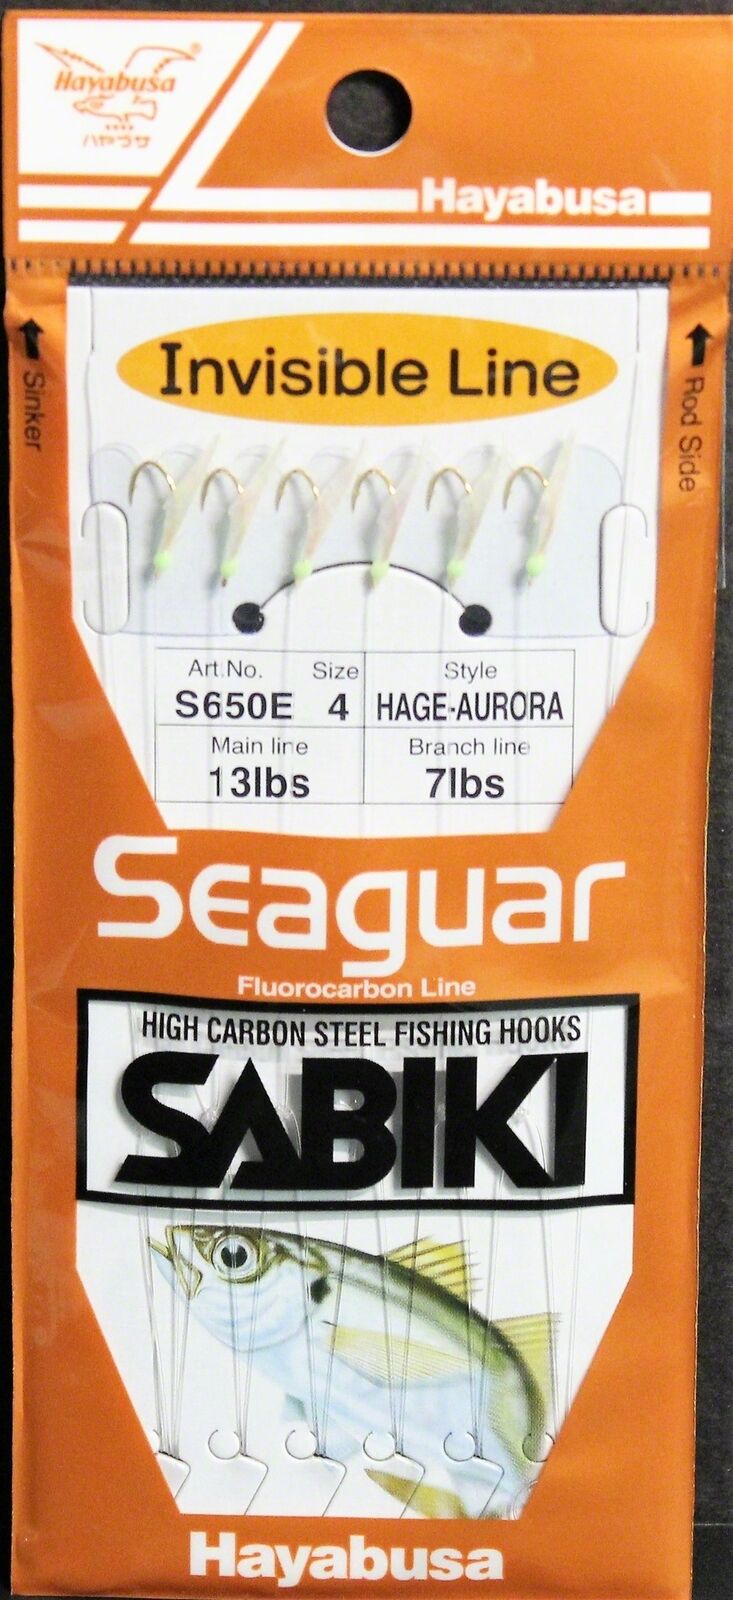 Hayabusa®
ハヤブサ
Hayabusa
Sinker
Rod Side
Invisible Line
Art.No. Size Style
S650E 4 HAGE-AURORA
Main line Branch line
13lbs 7lbs
Seaguar
Fluorocarbon Line
HIGH CARBON STEEL FISHING HOOKS
SABIKI
Hayabusa